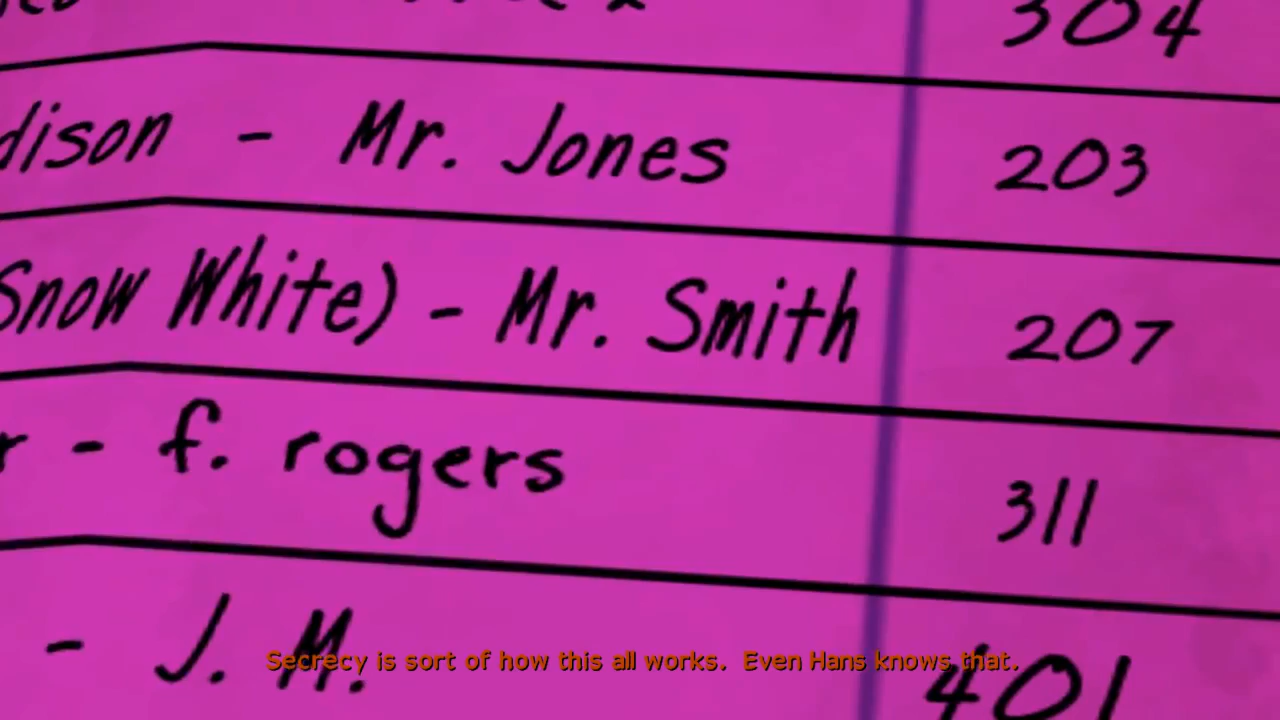 304
dison - Mr. Jones 203
Snow White) - Mr. Smith 207
r - f. rogers 311
- J. M. 401
Secrecy is sort of how this all works. Even Hans knows that.